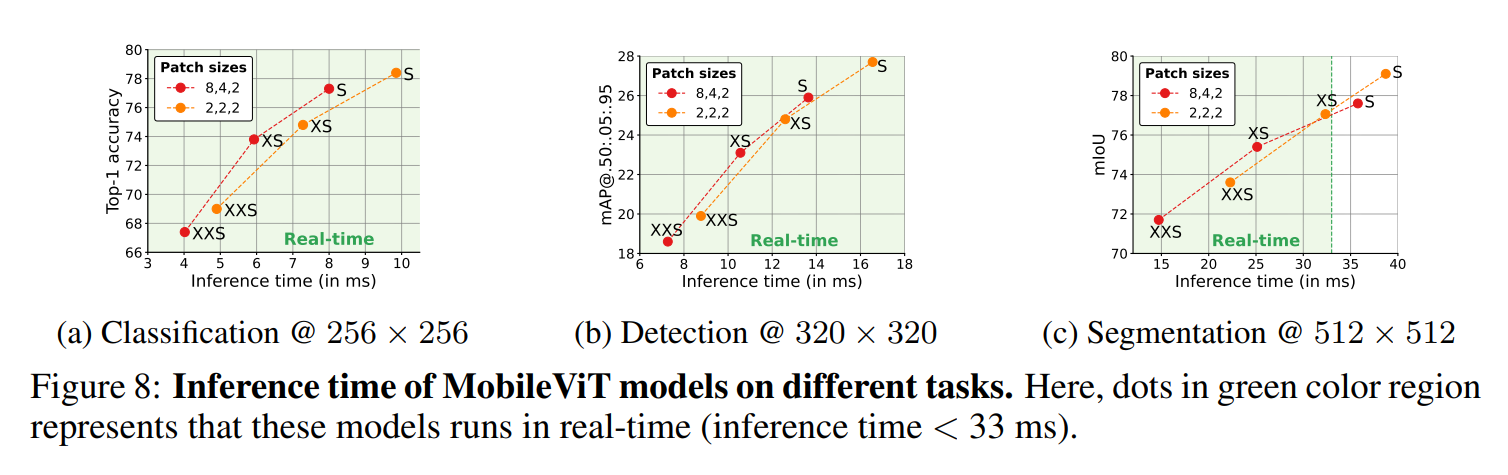 80
78
76
74
72
70
68
66
Top-1 accuracy
Patch sizes
8,4,2
2,2,2
S
S
XS
XS
XXS
XXS
Real-time
3 4 5 6 7 8 9 10
Inference time (in ms)
(a) Classification @ 256 × 256
28
26
24
22
20
18
mAP@.50:.05:.95
Patch sizes
8,4,2
2,2,2
S
S
XS
XS
XXS
XXS
Real-time
6 8 10 12 14 16 18
Inference time (in ms)
(b) Detection @ 320 × 320
80
78
76
74
72
70
mIoU
Patch sizes
8,4,2
2,2,2
S
XS
S
XS
XXS
XXS
Real-time
15 20 25 30 35 40
Inference time (in ms)
(c) Segmentation @ 512 × 512
Figure 8: Inference time of MobileViT models on different tasks. Here, dots in green color region
represents that these models runs in real-time (inference time < 33 ms).